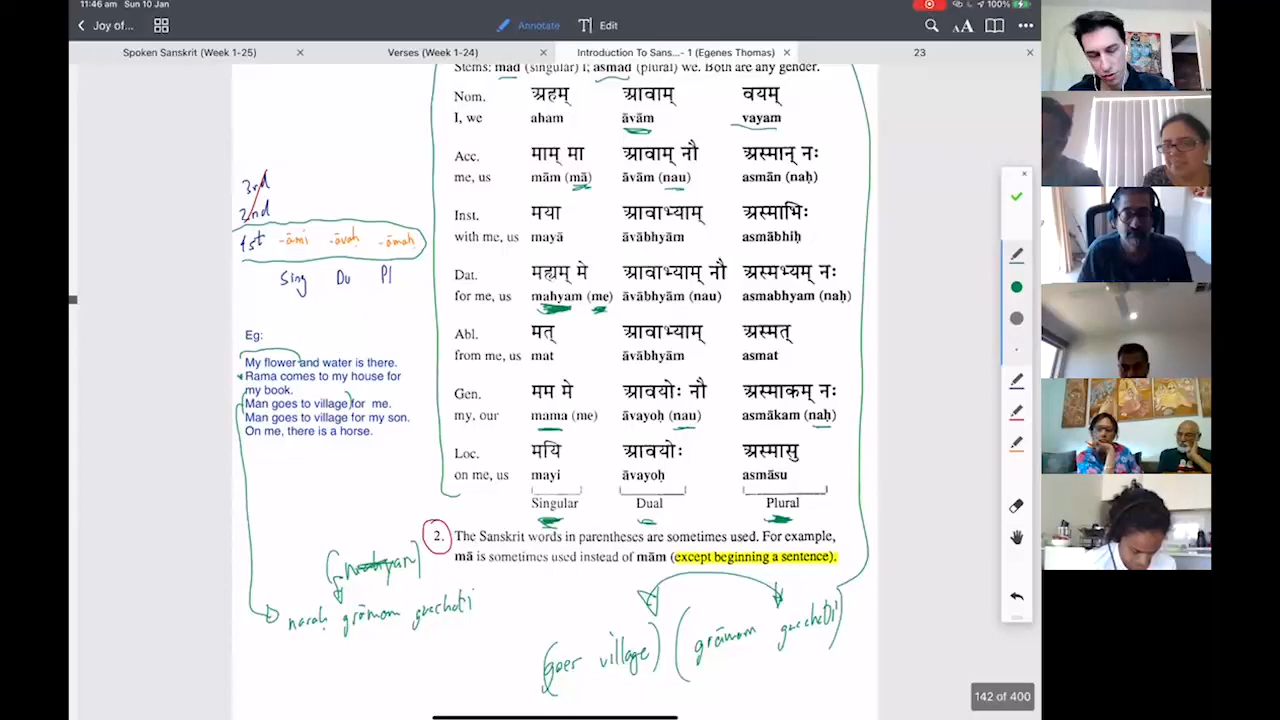 11:46 am Sun 10 Jan
100%
Joy of...
Annotate
Edit
AA
Spoken Sanskrit (Week 1-25) ×
Verses (Week 1-24) ×
Introduction To Sans...- 1 (Egenes Thomas) ×
23 ×
Stems: mad (singular) I; asmad (plural) we. Both are any gender.
Nom. अहम् आवाम् वयम्
I, we aham āvām vayam
Acc. माम् मा आवाम् नौ अस्मान् नः
me, us mām (mā) āvām (nau) asmān (naḥ)
Inst. मया आवाभ्याम् अस्माभिः
with me, us mayā āvābhyām asmābhiḥ
Dat. मह्यम् मे आवाभ्याम् नौ अस्मभ्यम् नः
for me, us mahyam (me) āvābhyām (nau) asmabhyam (naḥ)
Abl. मत् आवाभ्याम् अस्मत्
from me, us mat āvābhyām asmat
Gen. मम मे आवयोः नौ अस्माकम् नः
my, our mama (me) āvayoḥ (nau) asmākam (naḥ)
Loc. मयि आवयोः अस्मासु
on me, us mayi āvayoḥ asmāsu
Singular Dual Plural
2. The Sanskrit words in parentheses are sometimes used. For example,
mā is sometimes used instead of mām (except beginning a sentence).
3rd
2nd
1st -āmi -āvaḥ -āmaḥ
Sing Du Pl
Eg:
My flower and water is there.
Rama comes to my house for
my book.
Man goes to village for me.
Man goes to village for my son.
On me, there is a horse.
naraḥ grāmam gacchati
(goes village) (grāmam gacchati)
142 of 400